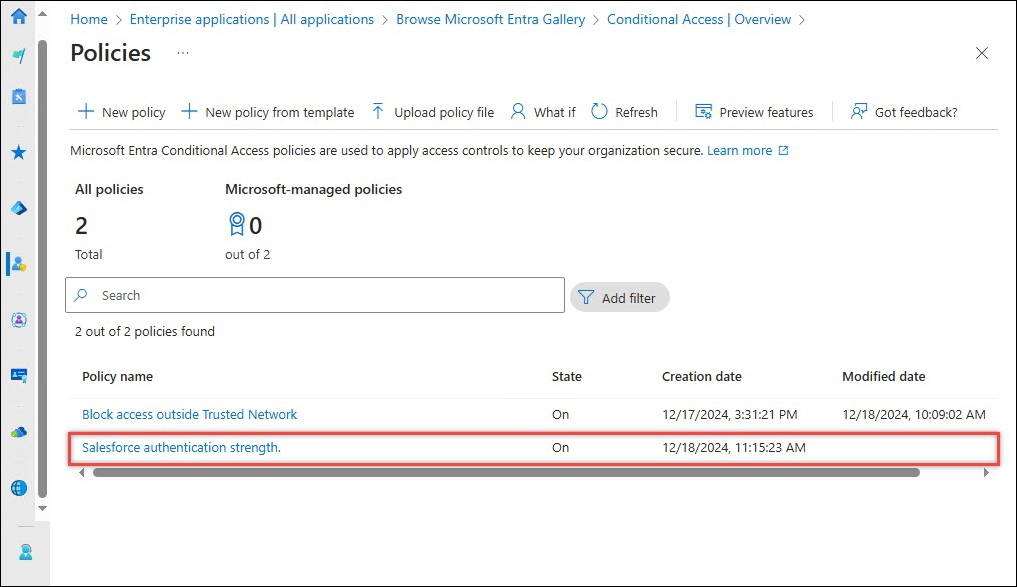 Home > Enterprise applications | All applications > Browse Microsoft Entra Gallery > Conditional Access | Overview >
Policies ...
New policy New policy from template Upload policy file What if Refresh Preview features Got feedback?
Microsoft Entra Conditional Access policies are used to apply access controls to keep your organization secure. Learn more
All policies Microsoft-managed policies
2 0
Total out of 2
Search Add filter
2 out of 2 policies found
Policy name State Creation date Modified date
Block access outside Trusted Network On 12/17/2024, 3:31:21 PM 12/18/2024, 10:09:02 AM
Salesforce authentication strength. On 12/18/2024, 11:15:23 AM